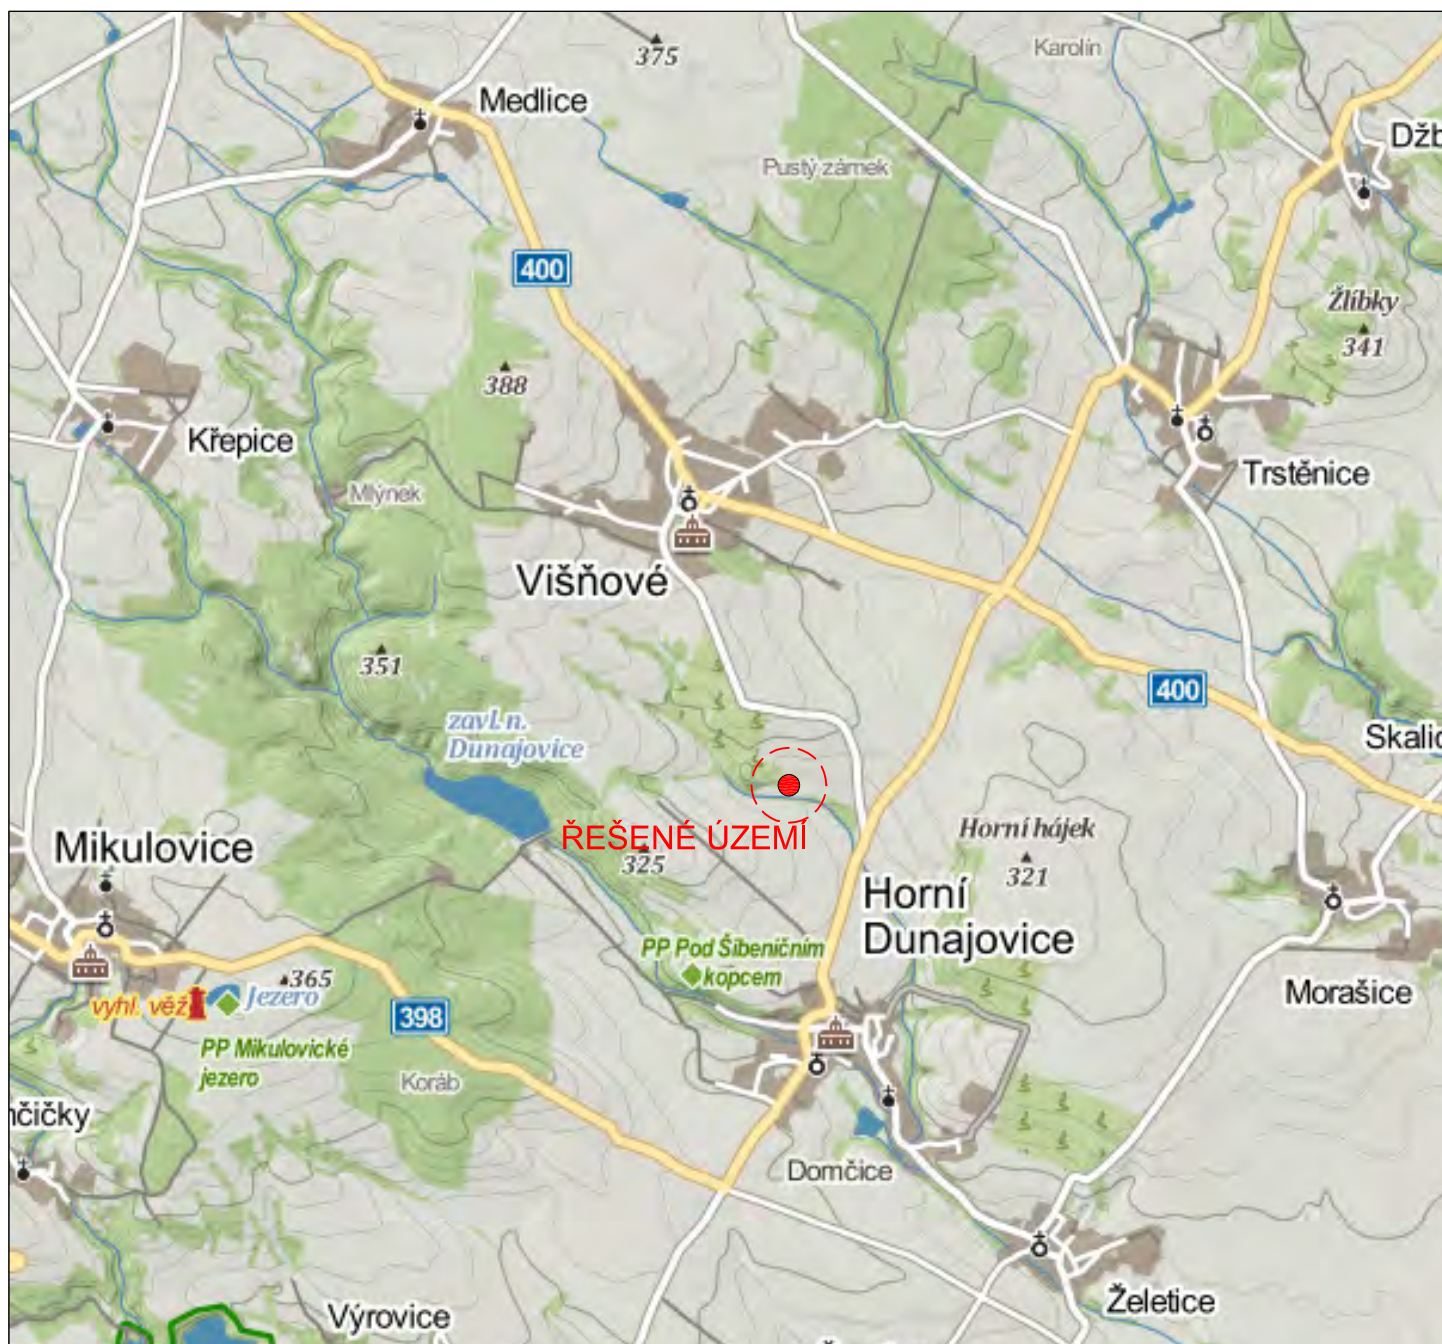 375
Karolín
Medlice
Džb
Pustý zámek
400
Žlíbky
341
388
Křepice
Trstěnice
Mlýnek
Višňové
351
400
zavl. n.
Dunajovice
Skalic
ŘEŠENÉ ÚZEMÍ
325
Horní hájek
321
Mikulovice
Horní
Dunajovice
PP Pod Šibeničním
kopcem
365
vyhl. věž
Jezero
Morašice
398
PP Mikulovické
jezero
Koráb
nčičky
Domčice
Želetice
Výrovice